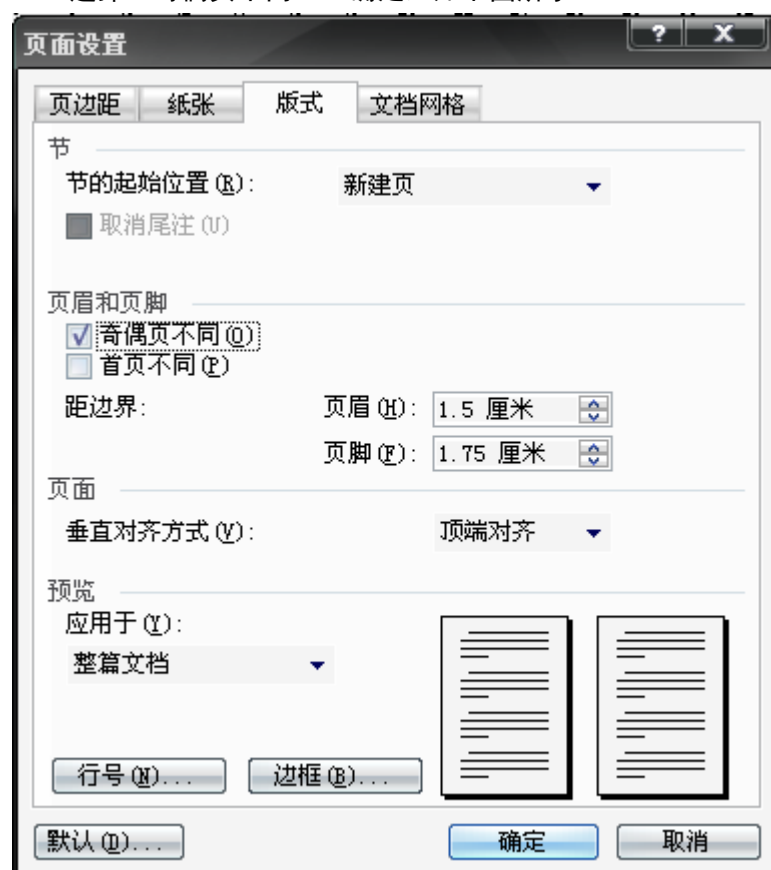 页面设置
页边距 纸张 版式 文档网格
节
节的起始位置(R): 新建页
取消尾注(U)
页眉和页脚
奇偶页不同(O)
首页不同(P)
距边界: 页眉(H): 1.5 厘米
页脚(F): 1.75 厘米
页面
垂直对齐方式(V): 顶端对齐
预览
应用于(Y):
整篇文档
行号(N)... 边框(B)...
默认(D)... 确定 取消